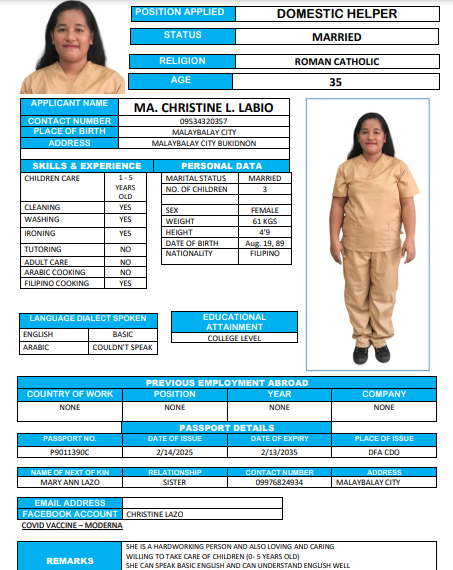 POSITION APPLIED DOMESTIC HELPER
STATUS MARRIED
RELIGION ROMAN CATHOLIC
AGE 35
APPLICANT NAME MA. CHRISTINE L. LABIO
CONTACT NUMBER 09534320357
PLACE OF BIRTH MALAYBALAY CITY
ADDRESS MALAYBALAY CITY BUKIDNON
SKILLS & EXPERIENCE PERSONAL DATA
CHILDREN CARE 1 - 5 YEARS OLD MARITAL STATUS MARRIED
NO. OF CHILDREN 3
CLEANING YES SEX FEMALE
WASHING YES WEIGHT 61 KGS
IRONING YES HEIGHT 4'9
DATE OF BIRTH Aug. 19, 89
TUTORING NO NATIONALITY FILIPINO
ADULT CARE NO
ARABIC COOKING NO
FILIPINO COOKING YES
LANGUAGE DIALECT SPOKEN
ENGLISH BASIC
ARABIC COULDN'T SPEAK
EDUCATIONAL
ATTAINMENT
COLLEGE LEVEL
PREVIOUS EMPLOYMENT ABROAD
COUNTRY OF WORK POSITION YEAR COMPANY
NONE NONE NONE NONE
PASSPORT DETAILS
PASSPORT NO. DATE OF ISSUE DATE OF EXPIRY PLACE OF ISSUE
P9011390C 2/14/2025 2/13/2035 DFA CDO
NAME OF NEXT OF KIN RELATIONSHIP CONTACT NUMBER ADDRESS
MARY ANN LAZO SISTER 09976824934 MALAYBALAY CITY
EMAIL ADDRESS
FACEBOOK ACCOUNT CHRISTINE LAZO
COVID VACCINE – MODERNA
REMARKS
SHE IS A HARDWORKING PERSON AND ALSO LOVING AND CARING
WILLING TO TAKE CARE OF CHILDREN (0- 5 YEARS OLD)
SHE CAN SPEAK BASIC ENGLISH AND CAN UNDERSTAND ENGLISH WELL